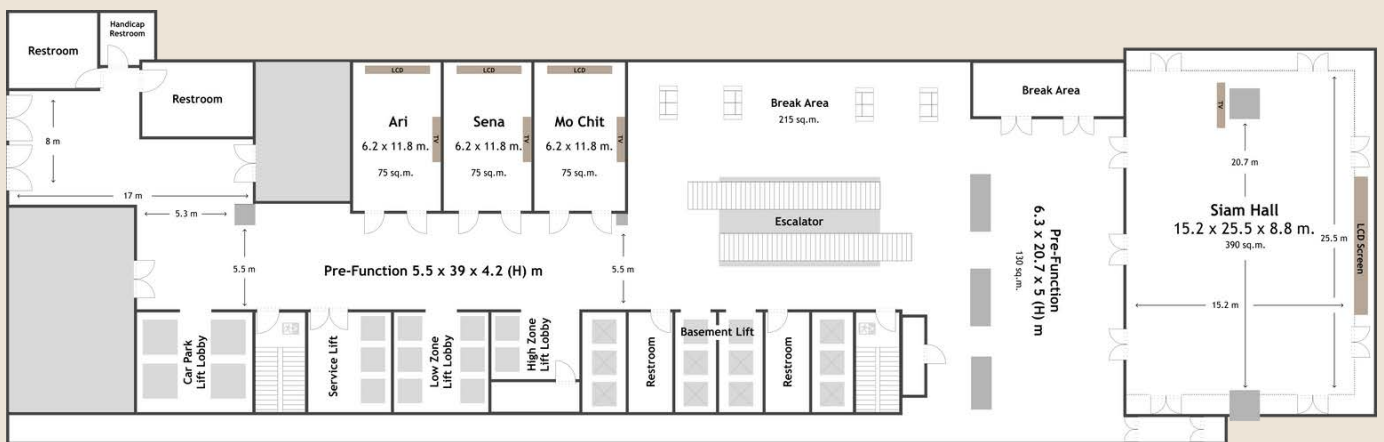 Handicap
Restroom
Restroom
Restroom
8 m
17 m
5.3 m
5.5 m
LCD
Ari
6.2 x 11.8 m.
75 sq.m.
TV
LCD
Sena
6.2 x 11.8 m.
75 sq.m.
TV
LCD
Mo Chit
6.2 x 11.8 m.
75 sq.m.
TV
Break Area
215 sq.m.
Break Area
Escalator
Pre-Function 5.5 x 39 x 4.2 (H) m
5.5 m
Pre-Function
6.3 x 20.7 x 5 (H) m
130 sq.m.
TV
20.7 m
Siam Hall
15.2 x 25.5 x 8.8 m.
390 sq.m.
25.5 m
15.2 m
LCD Screen
Car Park
Lift Lobby
Service Lift
Low Zone
Lift Lobby
High Zone
Lift Lobby
Restroom
Basement Lift
Restroom